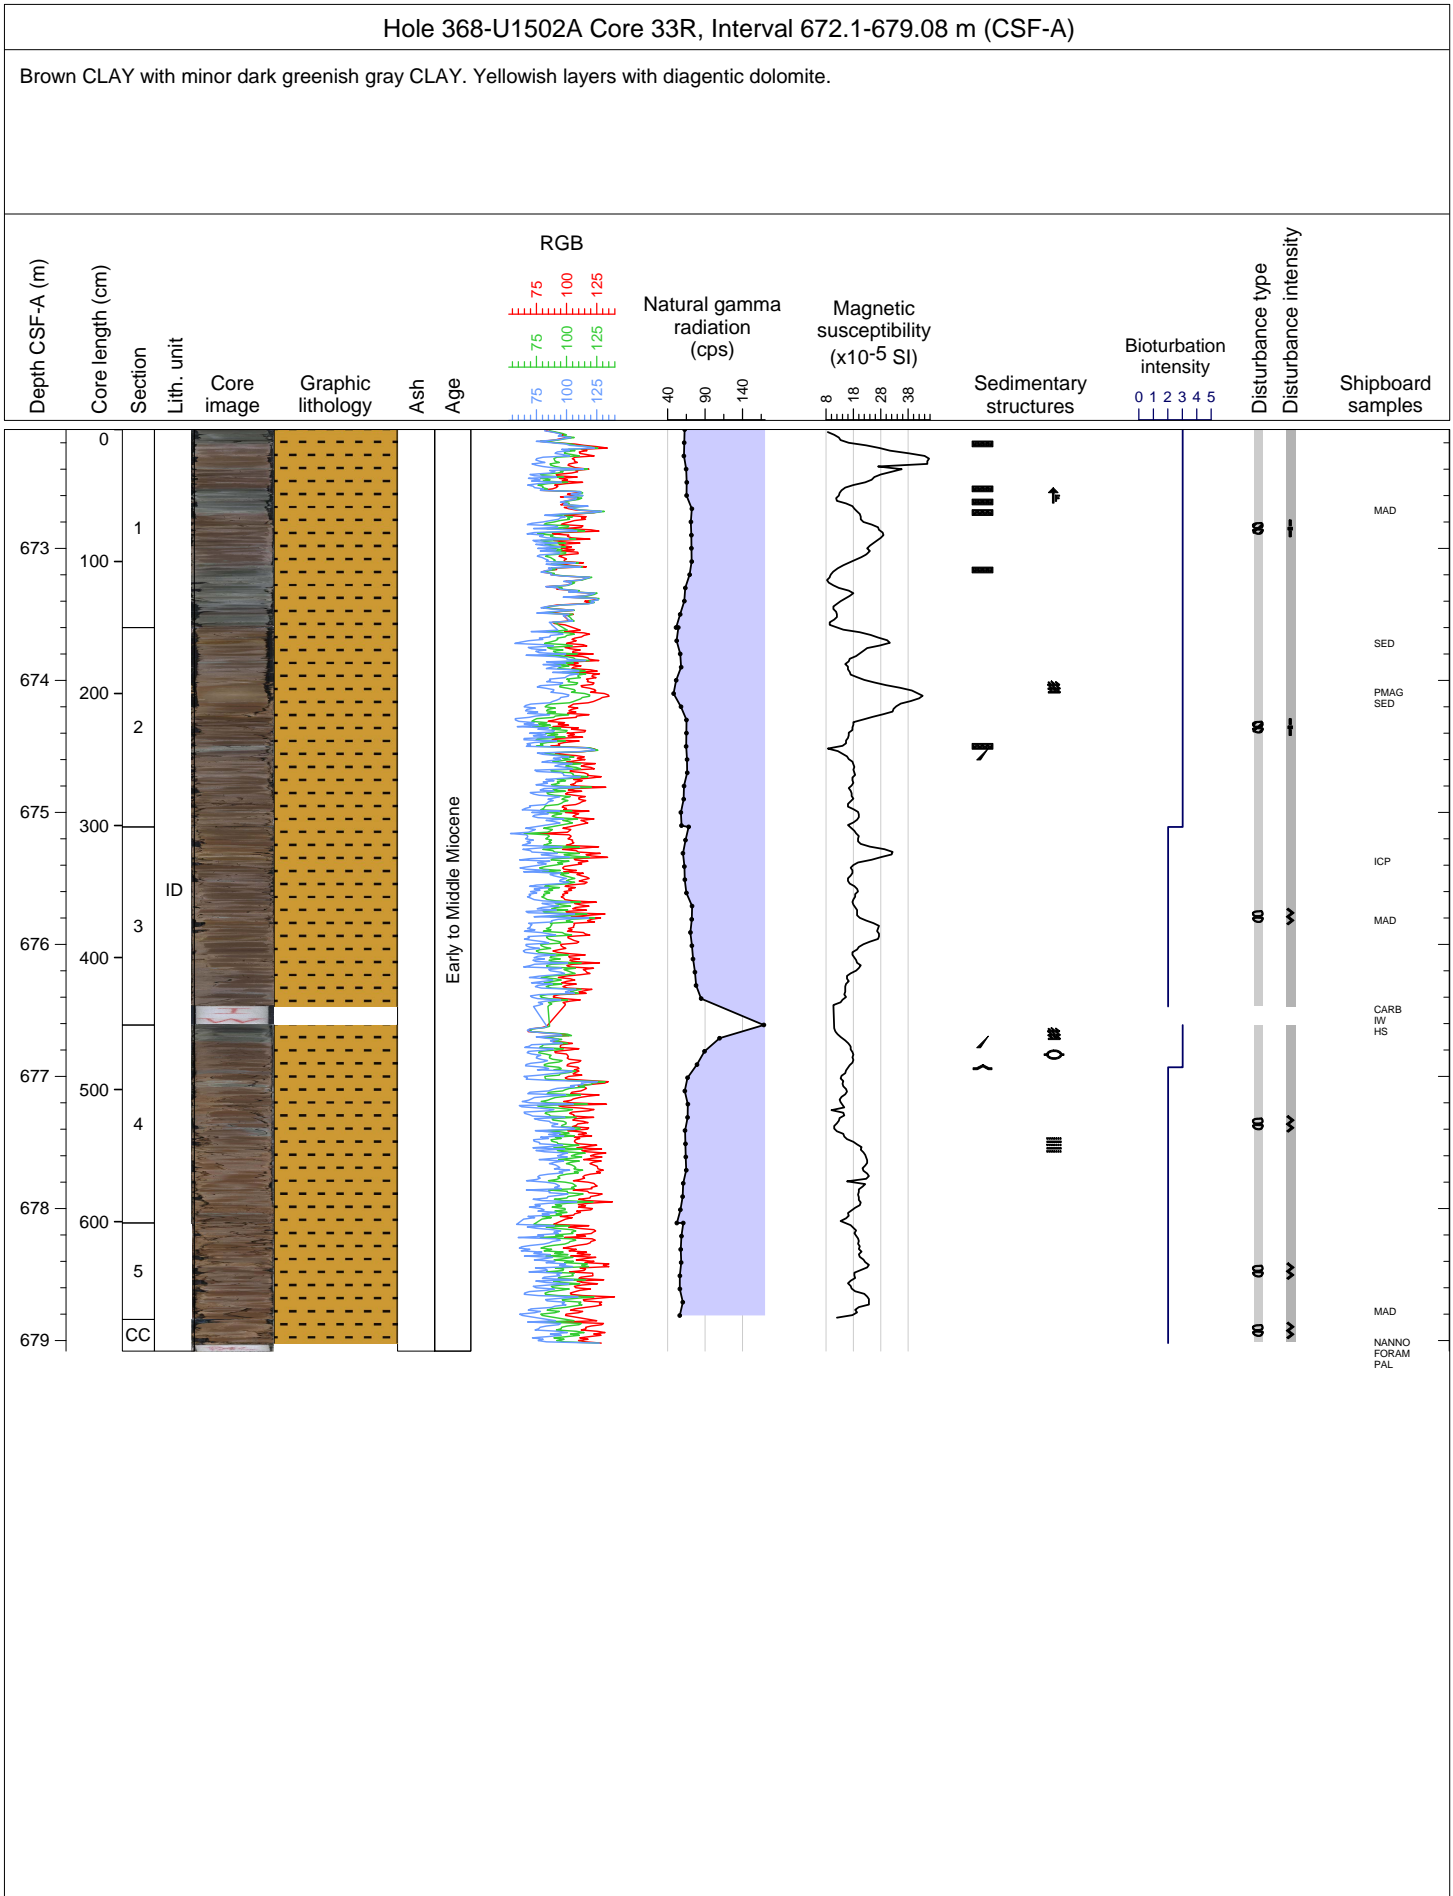 Hole 368-U1502A Core 33R, Interval 672.1-679.08 m (CSF-A)
Brown CLAY with minor dark greenish gray CLAY. Yellowish layers with diagentic dolomite.
Depth CSF-A (m)
Core length (cm)
Section
Lith. unit
Core
image
Graphic
lithology
Ash
Age
RGB
75 100 125
75 100 125
75 100 125
Natural gamma
radiation
(cps)
40 90 140
Magnetic
susceptibility
(x10-5 SI)
8 18 28 38
Sedimentary
structures
Bioturbation
intensity
0 1 2 3 4 5
Disturbance type
Disturbance intensity
Shipboard
samples
673
674
675
676
677
678
679
0
100
200
300
400
500
600
1
2
3
4
5
CC
ID
Early to Middle Miocene
MAD
SED
PMAG
SED
ICP
MAD
CARB
IW
HS
MAD
NANNO
FORAM
PAL